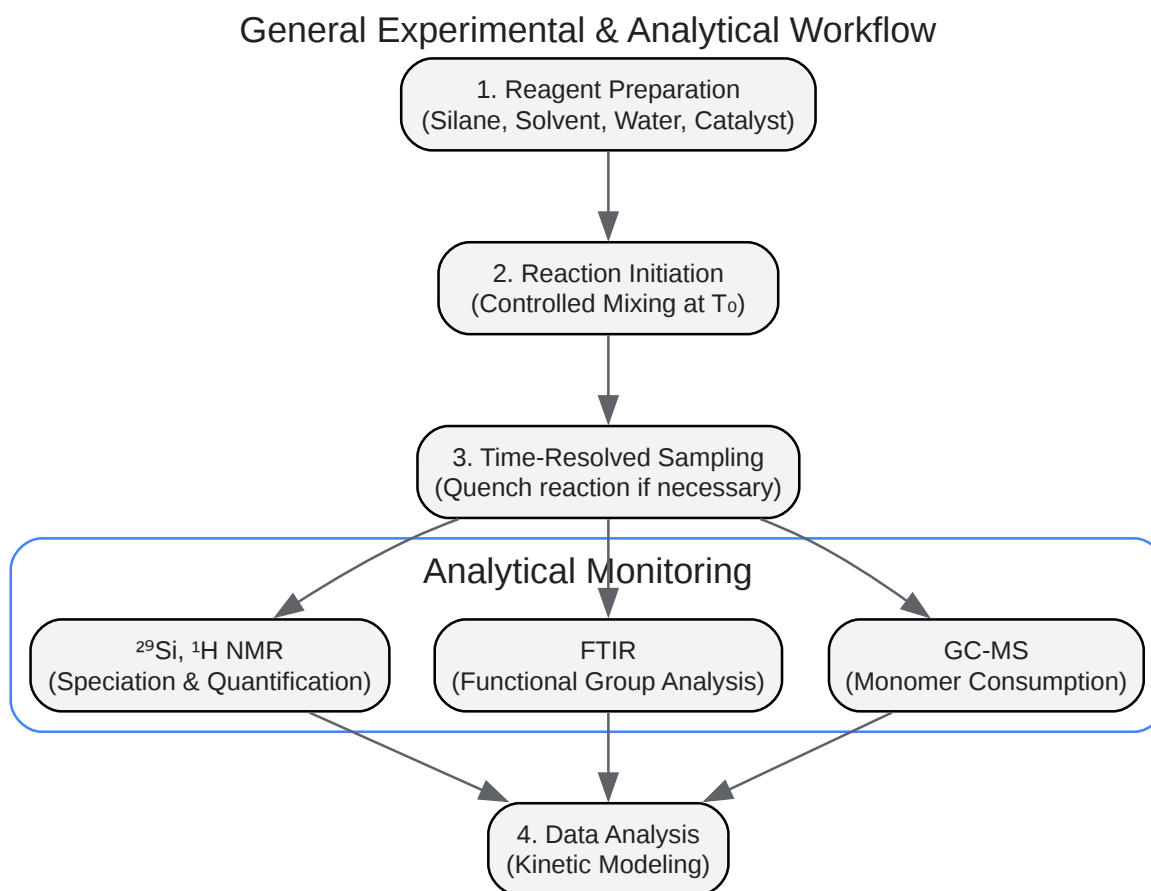 General Experimental & Analytical Workflow
1. Reagent Preparation
(Silane, Solvent, Water, Catalyst)
2. Reaction Initiation
(Controlled Mixing at T₀)
3. Time-Resolved Sampling
(Quench reaction if necessary)
Analytical Monitoring
²⁹Si, ¹H NMR
(Speciation & Quantification)
FTIR
(Functional Group Analysis)
GC-MS
(Monomer Consumption)
4. Data Analysis
(Kinetic Modeling)